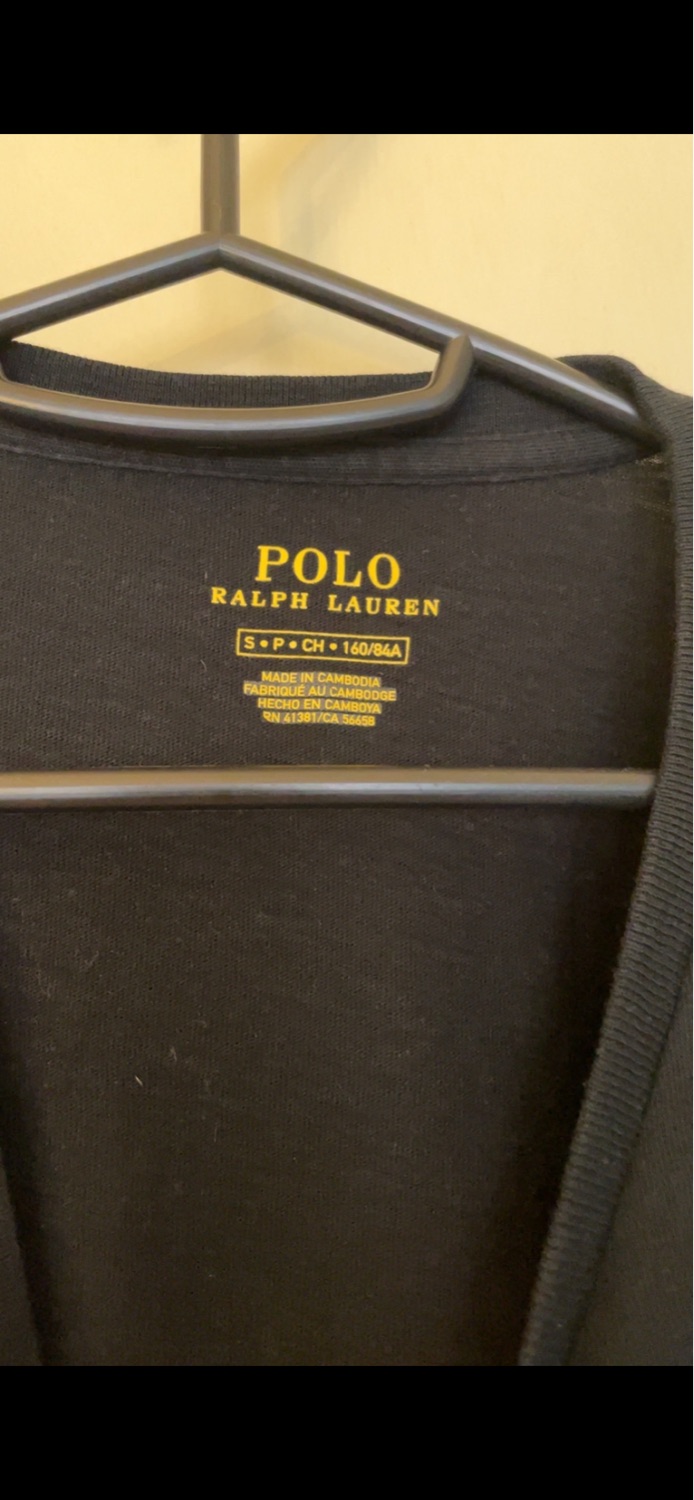 POLO
RALPH LAUREN
S • P • CH • 160/84A
MADE IN CAMBODIA
FABRIQUÉ AU CAMBODGE
HECHO EN CAMBOYA
RN 41381/CA 56658